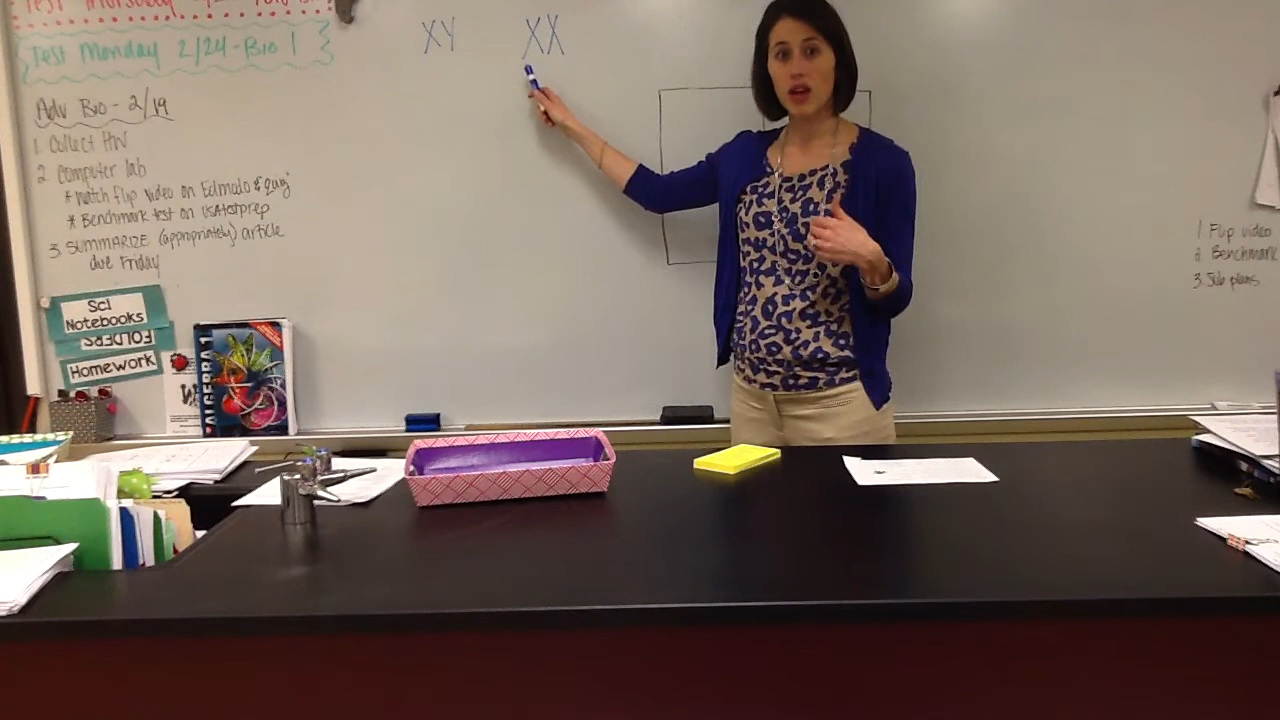 Test Thursday
Test Monday 2/24-Bio 1
XY XX
Adv Bio - 2/19
1. Collect HW
2 Computer lab
* Watch flip video on Edmodo & quiz
* Benchmark test on USAtestprep
3. SUMMARIZE (appropriately) article
due Friday
1. Flip video
2. Benchmark
3. Sub plans
Sci
Notebooks
FOLDERS
Homework
ALGEBRA 1